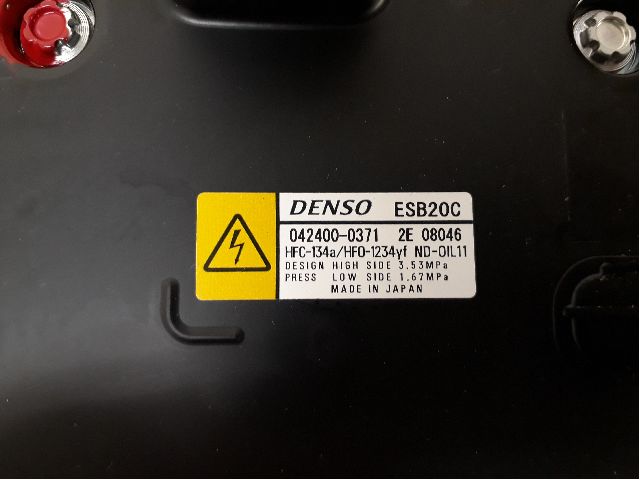 DENSO ESB20C
042400-0371 2E 08046
HFC-134a/HFO-1234yf ND-OIL11
DESIGN HIGH SIDE 3.53MPa
PRESS LOW SIDE 1.67MPa
MADE IN JAPAN